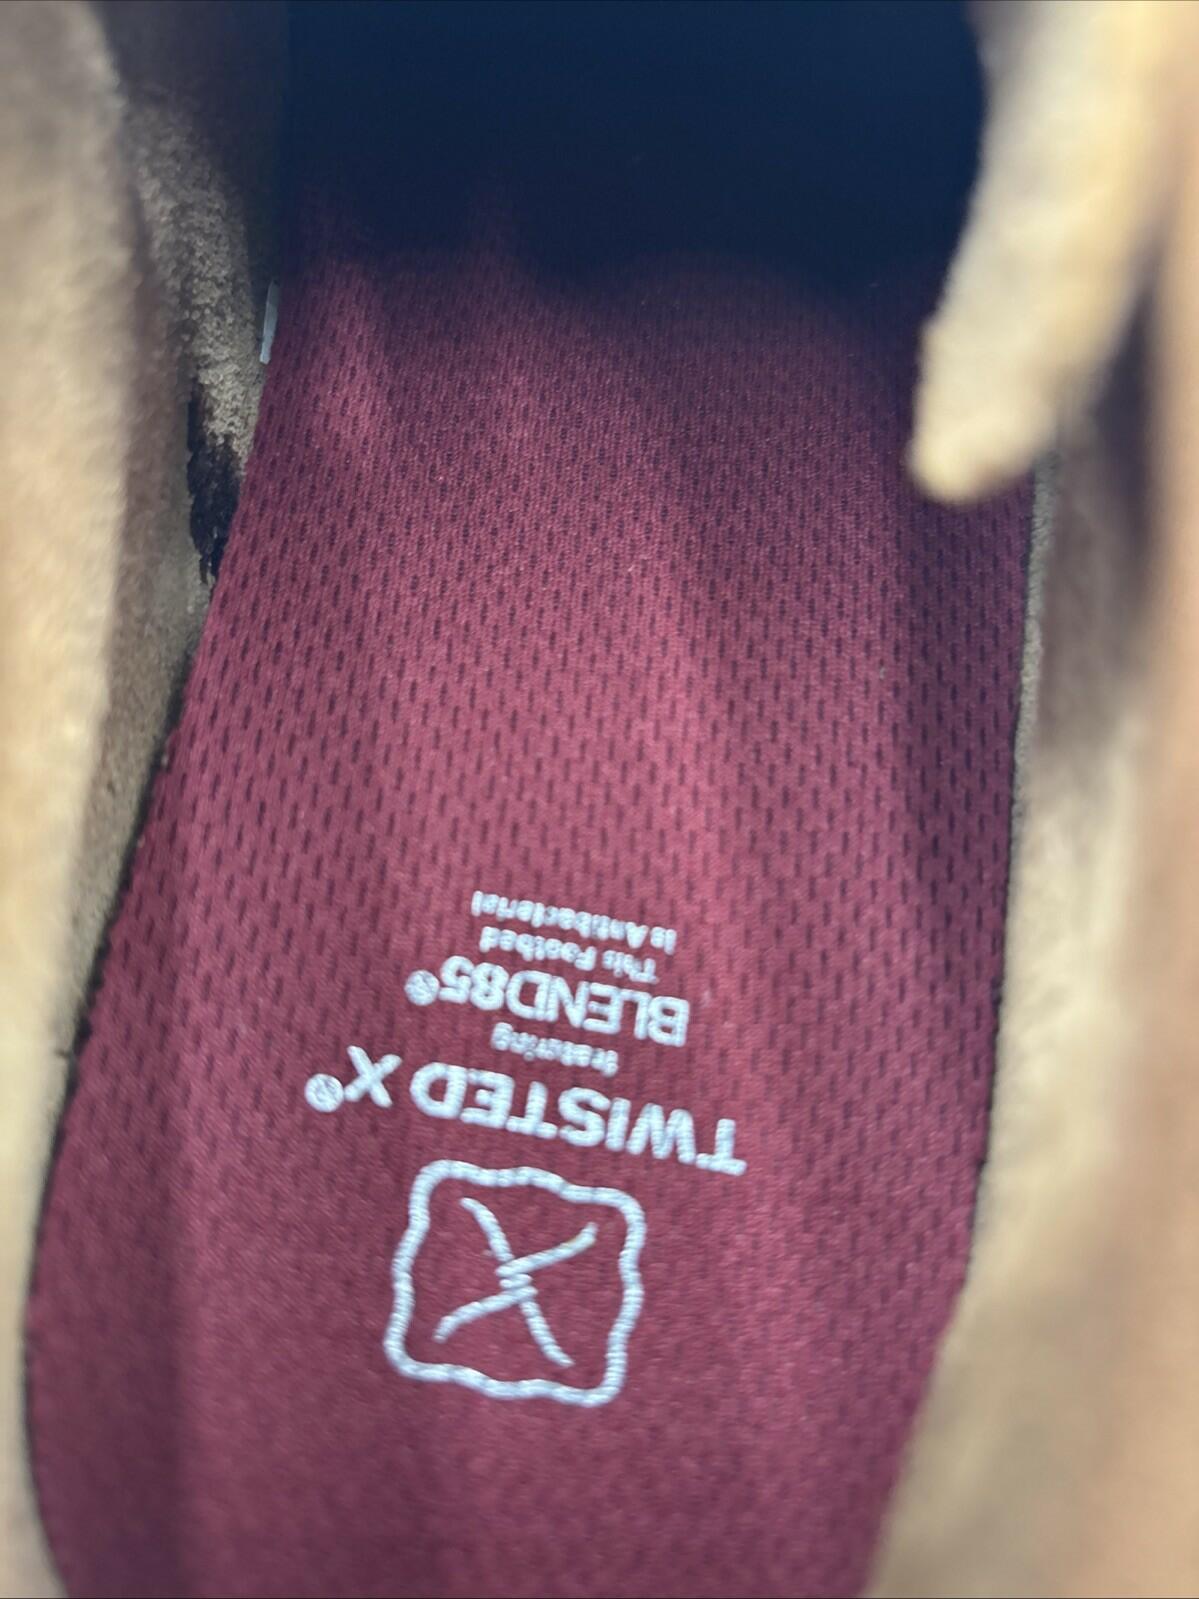 TWISTED X®
featuring
BLEND85®
This Footbed
Is Antibacterial